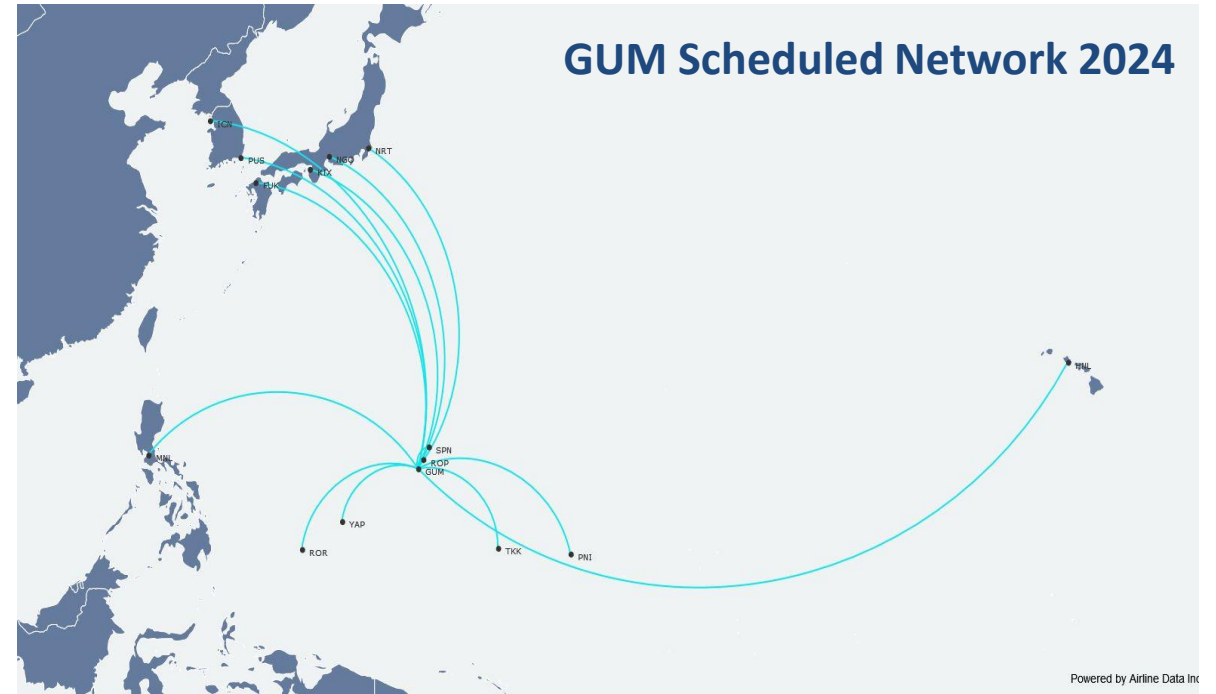 GUM Scheduled Network 2024
ICN
PUS
NGO
NRT
KIX
FUK
HNL
SPN
MNL
ROP
GUM
YAP
ROR
TKK
PNI
Powered by Airline Data Inc